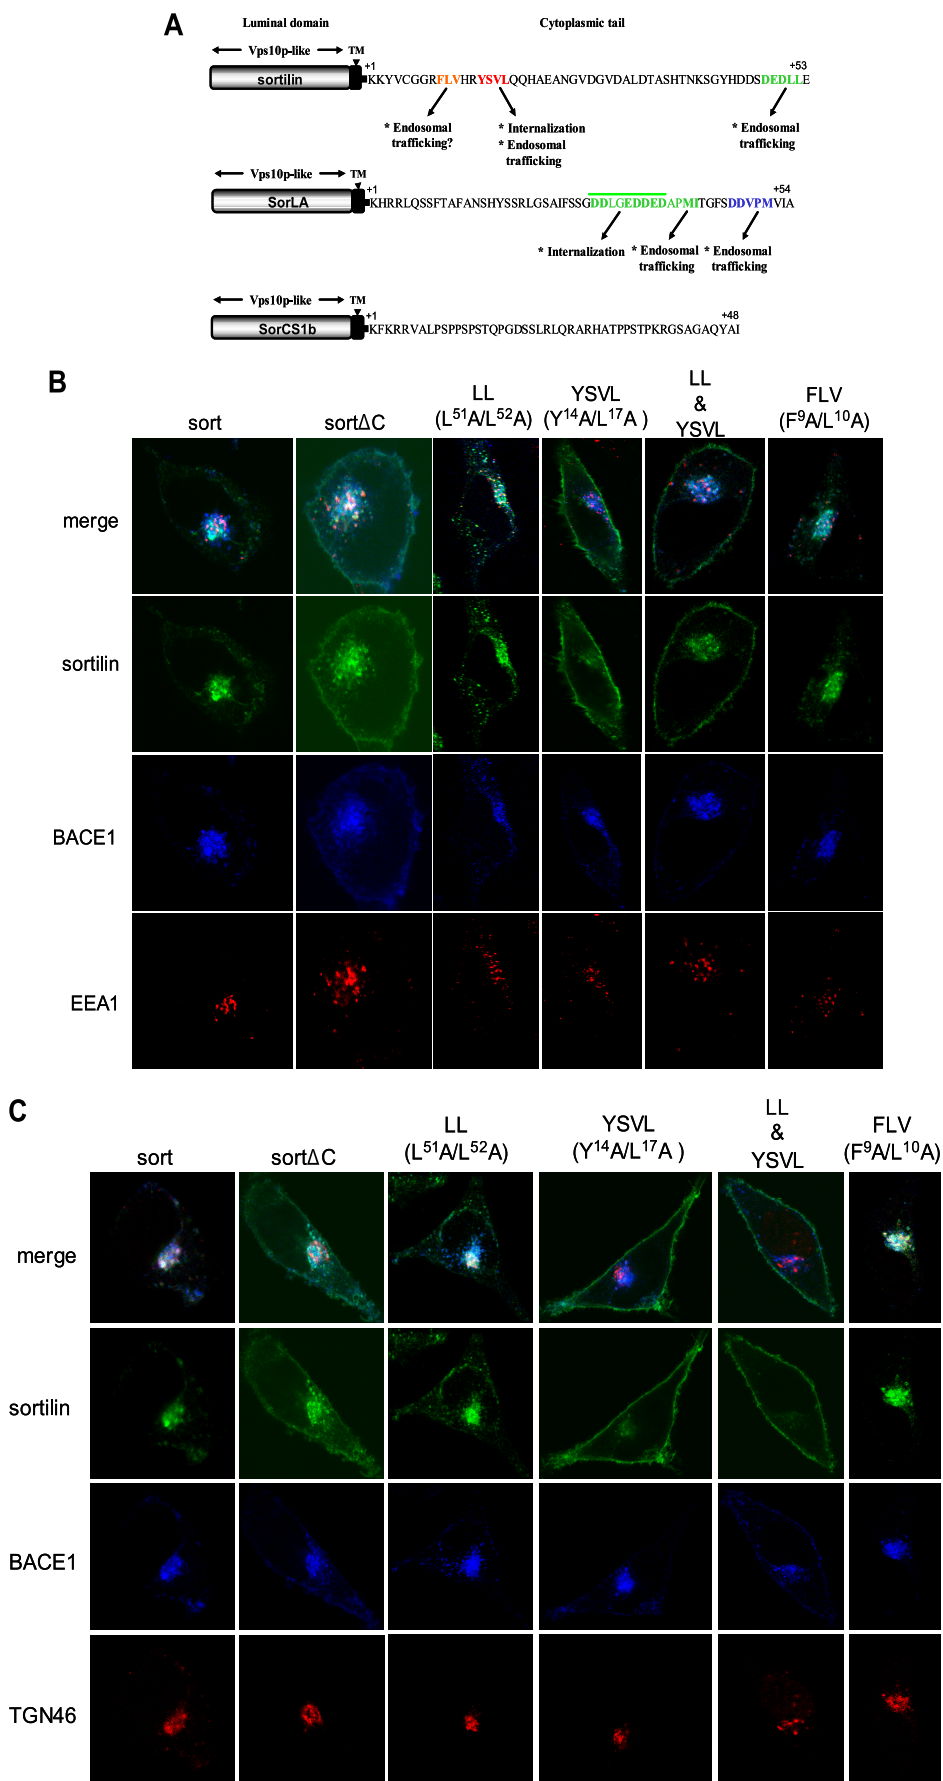 A
Luminal domain
Cytoplasmic tail
Vps10p-like
TM
sortilin
+1
KKYVCGGRFLVHRYSVLQQHAEANGVDGVDALDTASHTNKSGYHDDSDEDLLE
+53
* Endosomal trafficking?
* Internalization
* Endosomal trafficking
* Endosomal trafficking
Vps10p-like
TM
SorLA
+1
KHRRLQSSFTAFANSHYSSRLGSAIFSSGDDLGEDDEDAPMITGFSDDVPMVIA
+54
* Internalization
* Endosomal trafficking
* Endosomal trafficking
Vps10p-like
TM
SorCS1b
+1
KFKRRVALPSPPSPSTQPGDSSLRLQRARHATPPSTPKRGSAGAQYAI
+48
B
sort
sortΔC
LL
(L51A/L52A)
YSVL
(Y14A/L17A )
LL
&
YSVL
FLV
(F9A/L10A)
merge
sortilin
BACE1
EEA1
C
sort
sortΔC
LL
(L51A/L52A)
YSVL
(Y14A/L17A )
LL
&
YSVL
FLV
(F9A/L10A)
merge
sortilin
BACE1
TGN46